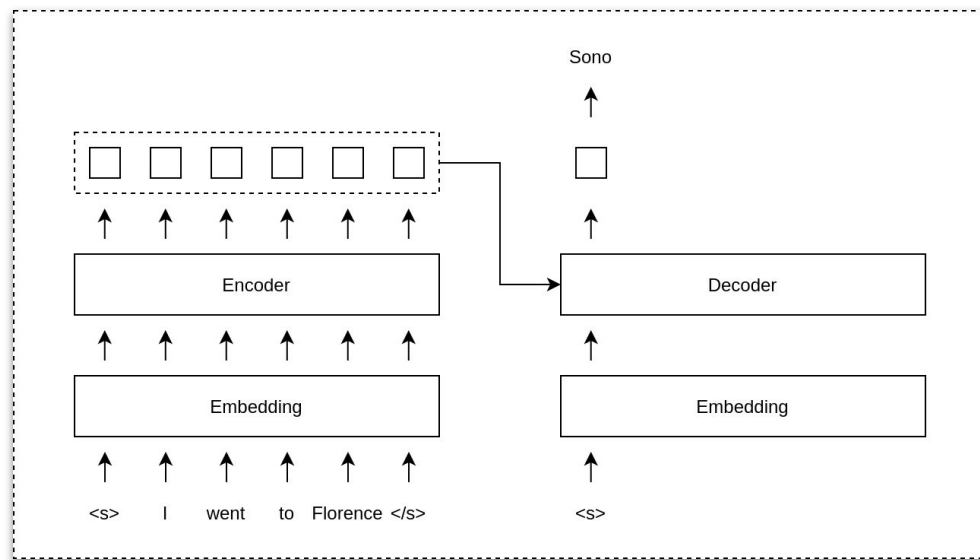 Sono
Encoder
Decoder
Embedding
Embedding
<s> I went to Florence </s>
<s>